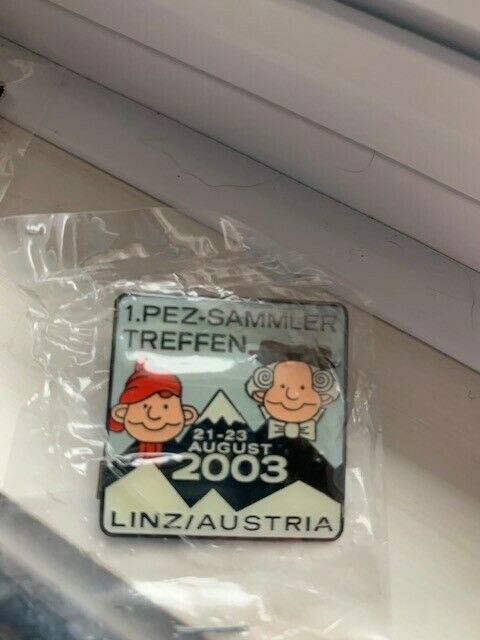 1.PEZ-SAMMLER
TREFFEN
21-23
AUGUST
2003
LINZ/AUSTRIA